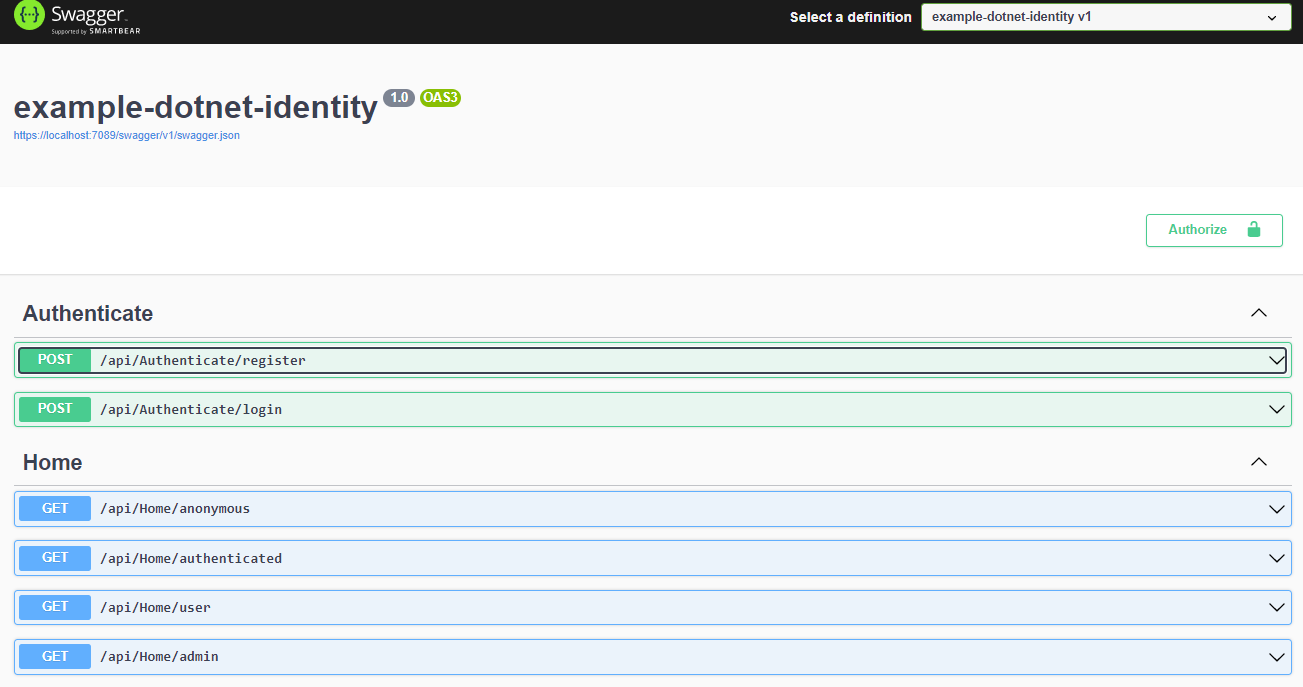 {···} Swagger.
Supported by SMARTBEAR
Select a definition example-dotnet-identity v1
example-dotnet-identity 1.0 OAS3
https://localhost:7089/swagger/v1/swagger.json
Authorize
Authenticate
POST /api/Authenticate/register
POST /api/Authenticate/login
Home
GET /api/Home/anonymous
GET /api/Home/authenticated
GET /api/Home/user
GET /api/Home/admin